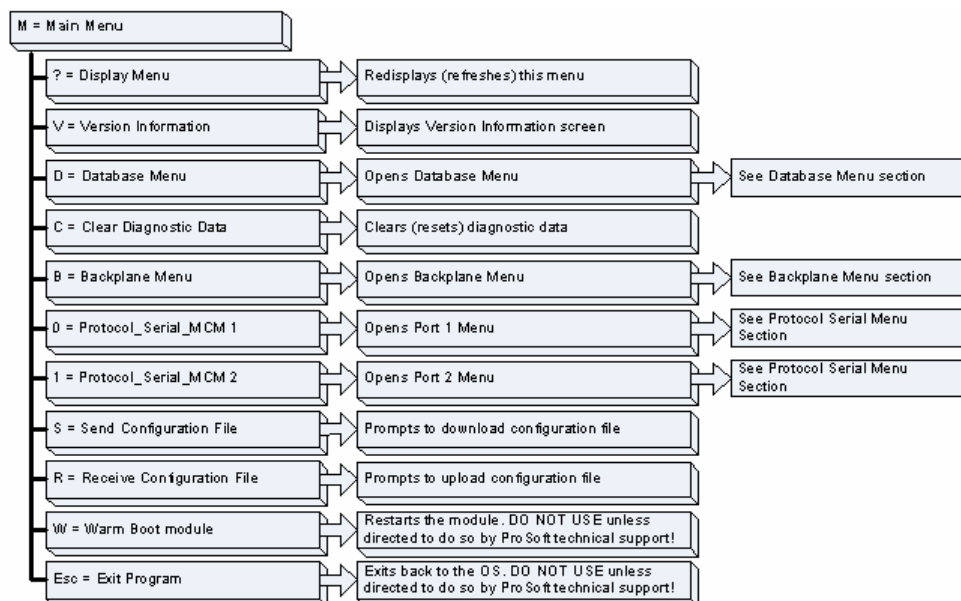 M = Main Menu
? = Display Menu
Redisplays (refreshes) this menu
V = Version Information
Displays Version Information screen
D = Database Menu
Opens Database Menu
See Database Menu section
C = Clear Diagnostic Data
Clears (resets) diagnostic data
B = Backplane Menu
Opens Backplane Menu
See Backplane Menu section
0 = Protocol_Serial_MCM 1
Opens Port 1 Menu
See Protocol Serial Menu
Section
1 = Protocol_Serial_MCM 2
Opens Port 2 Menu
See Protocol Serial Menu
Section
S = Send Configuration File
Prompts to download configuration file
R = Receive Configuration File
Prompts to upload configuration file
W = Warm Boot module
Restarts the module. DO NOT USE unless
directed to do so by ProSoft technical support!
Esc = Exit Program
Exits back to the OS. DO NOT USE unless
directed to do so by ProSoft technical support!